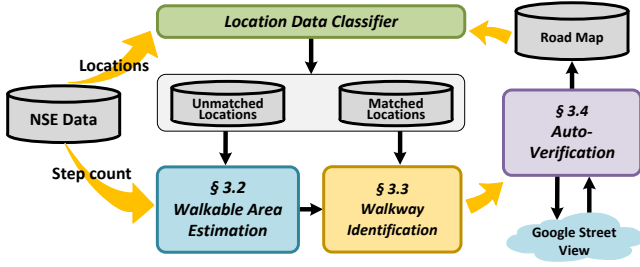 Location Data Classifier
Road Map
Locations
Unmatched
Locations
Matched
Locations
NSE Data
§ 3.4
Auto-
Verification
Step count
§ 3.2
Walkable Area
Estimation
§ 3.3
Walkway
Identification
Google Street
View